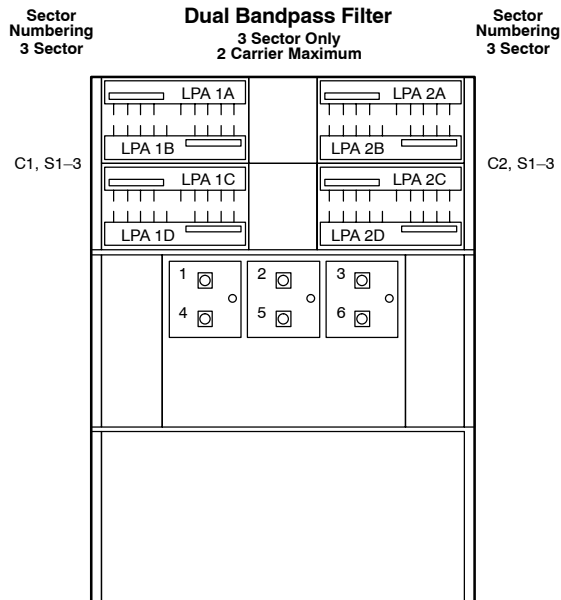 Sector
Numbering
3 Sector
Dual Bandpass Filter
3 Sector Only
2 Carrier Maximum
Sector
Numbering
3 Sector
LPA 1A
LPA 2A
LPA 1B
LPA 2B
C1, S1–3
C2, S1–3
LPA 1C
LPA 2C
LPA 1D
LPA 2D
1
2
3
4
5
6